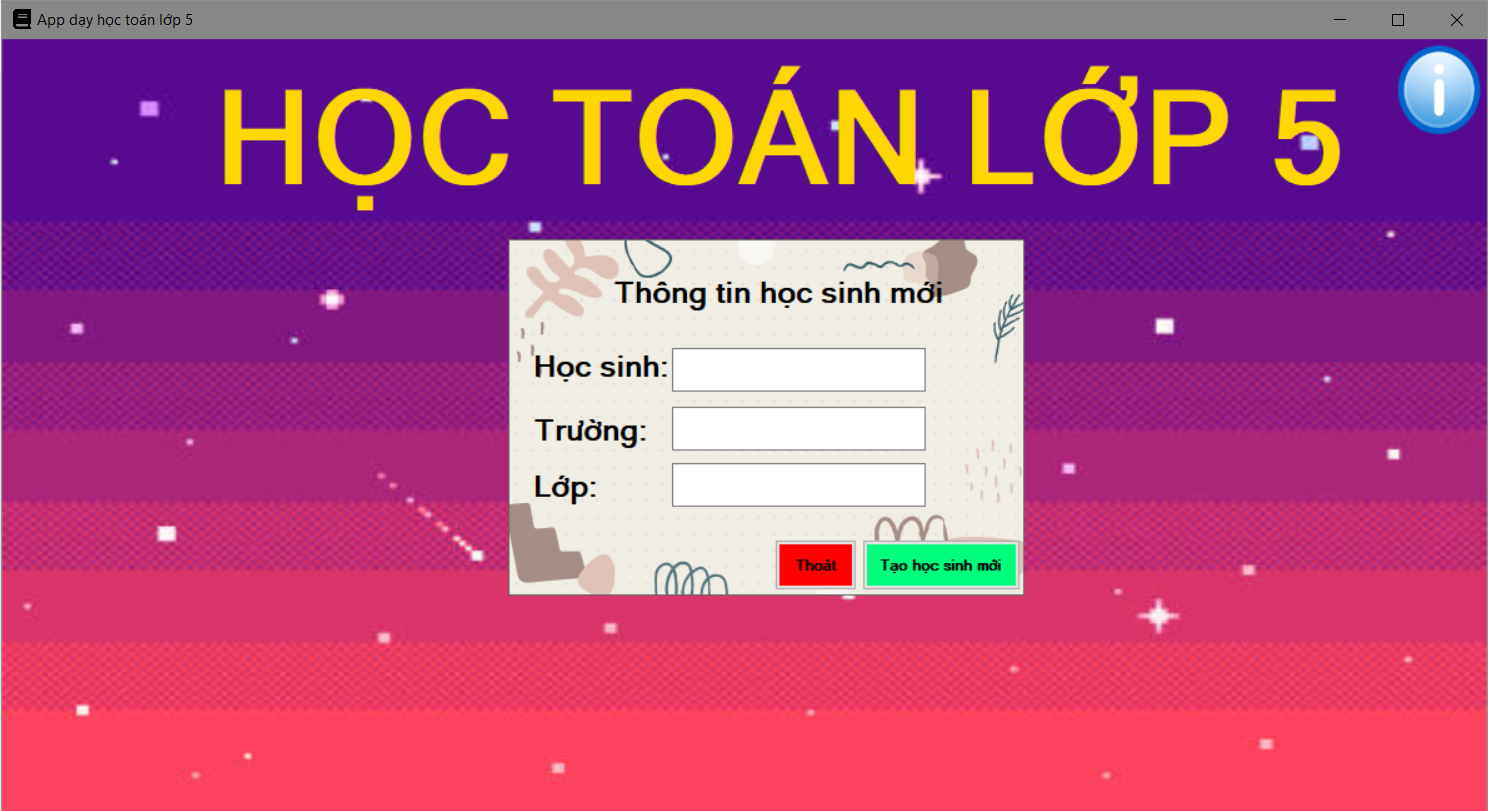 App dạy học toán lớp 5
HỌC TOÁN LỚP 5
Thông tin học sinh mới
Học sinh:
Trường:
Lớp:
Thoát
Tạo học sinh mới